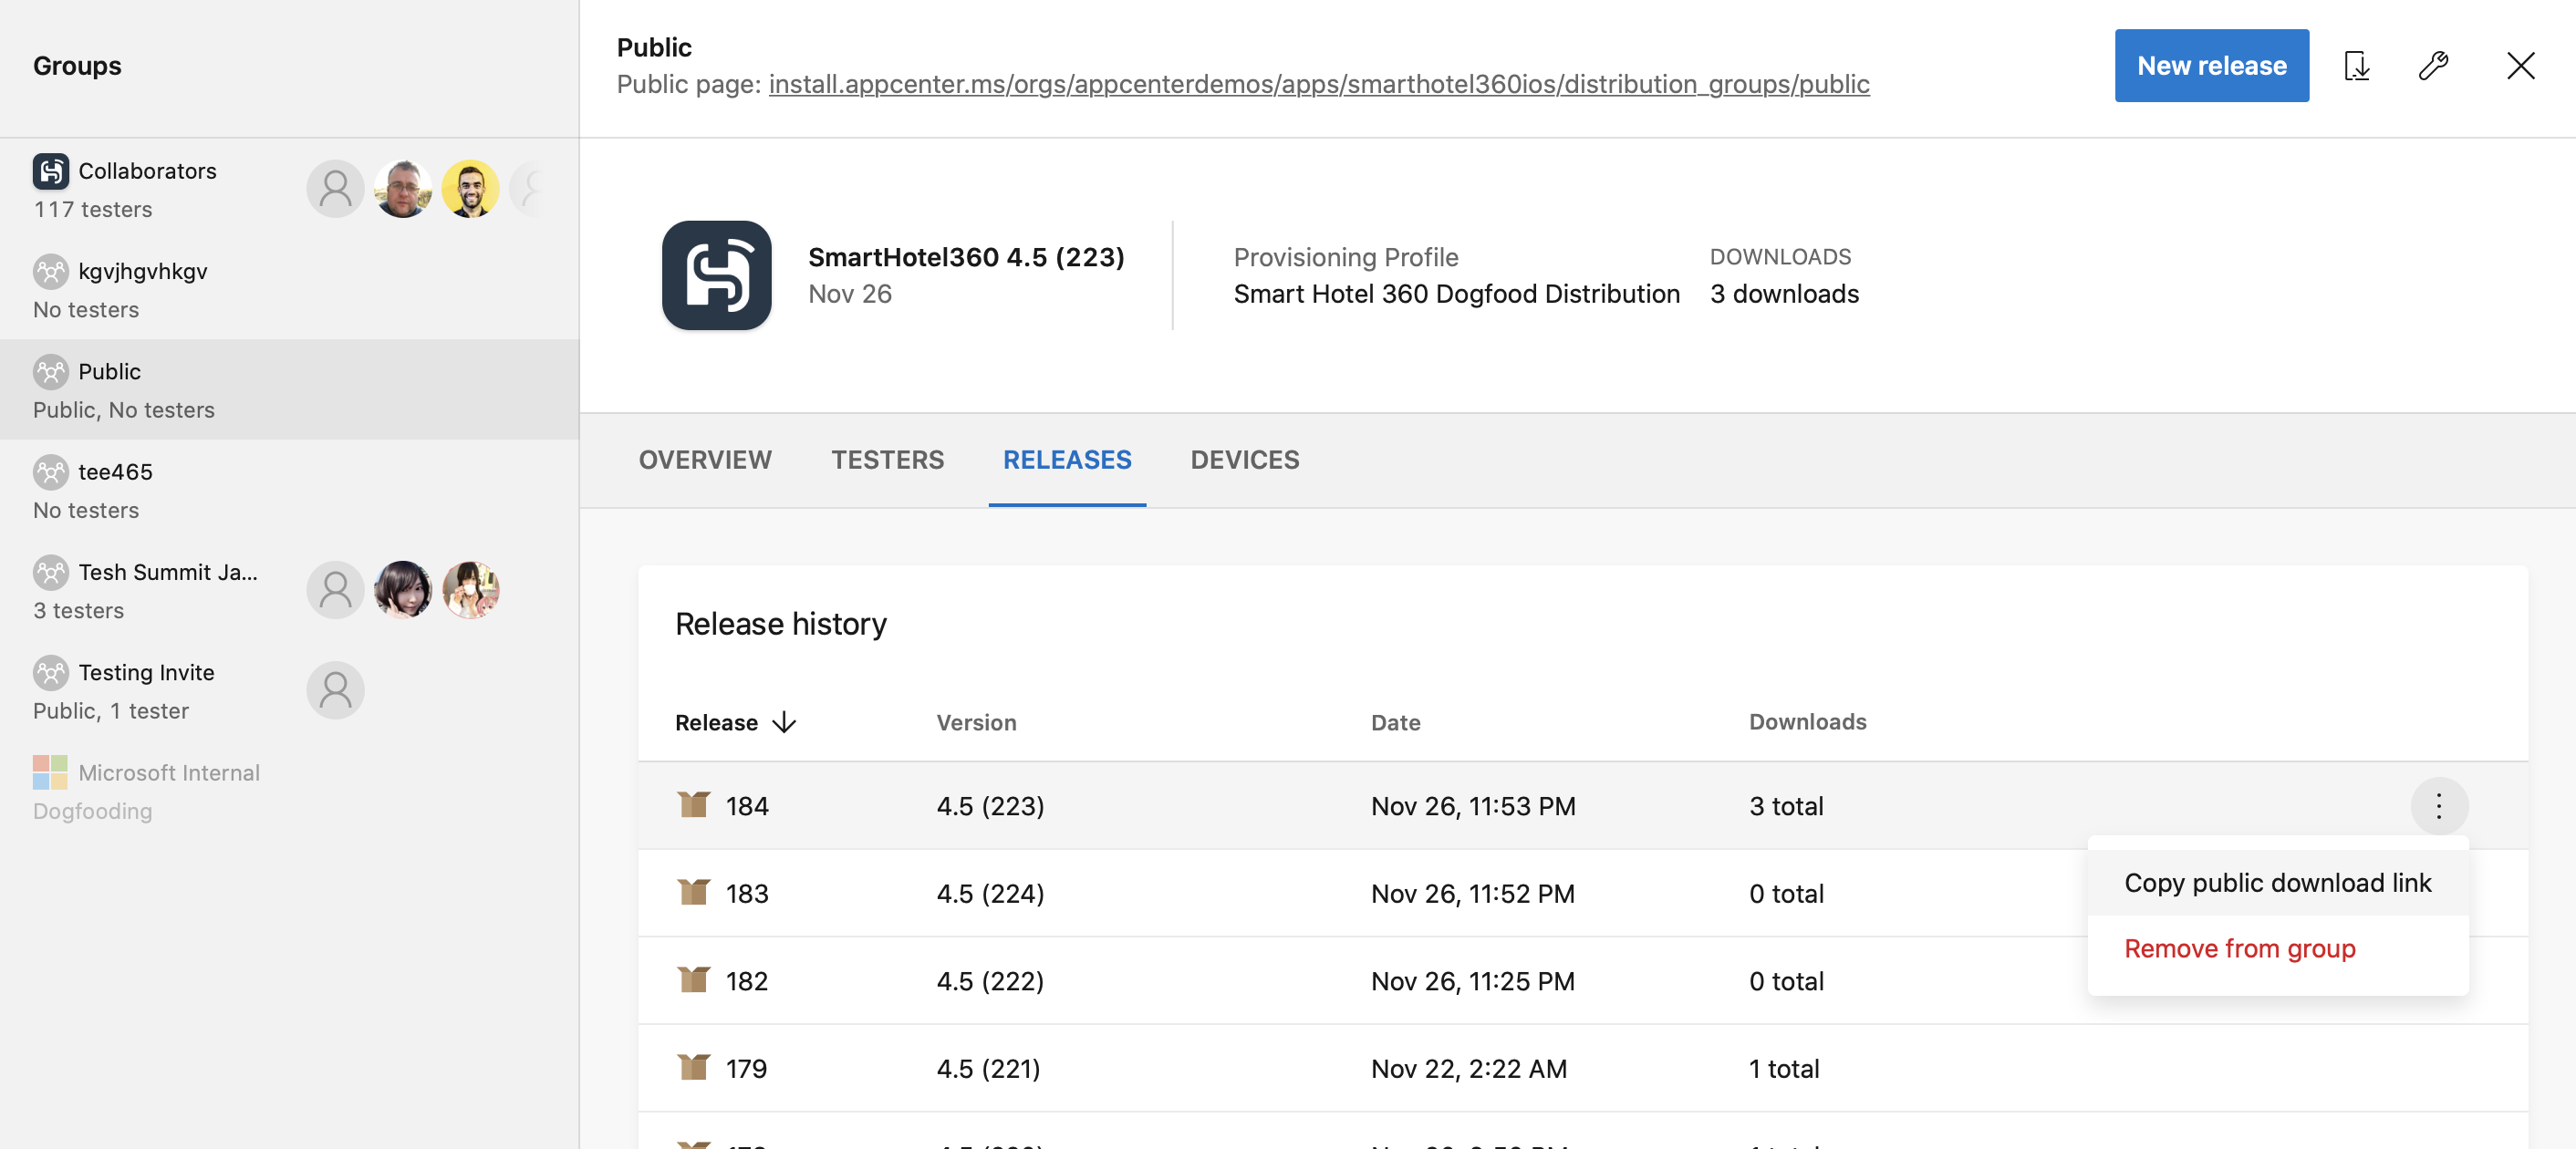 Groups
Collaborators
117 testers
kgvjhgvhkgv
No testers
Public
Public, No testers
tee465
No testers
Tesh Summit Ja...
3 testers
Testing Invite
Public, 1 tester
Microsoft Internal
Dogfooding
Public
Public page: install.appcenter.ms/orgs/appcenterdemos/apps/smarthotel360ios/distribution_groups/public
New release
SmartHotel360 4.5 (223)
Nov 26
Provisioning Profile
Smart Hotel 360 Dogfood Distribution
DOWNLOADS
3 downloads
OVERVIEW TESTERS RELEASES DEVICES
Release history
Release Version Date Downloads
184 4.5 (223) Nov 26, 11:53 PM 3 total
183 4.5 (224) Nov 26, 11:52 PM 0 total
182 4.5 (222) Nov 26, 11:25 PM 0 total
179 4.5 (221) Nov 22, 2:22 AM 1 total
Copy public download link
Remove from group